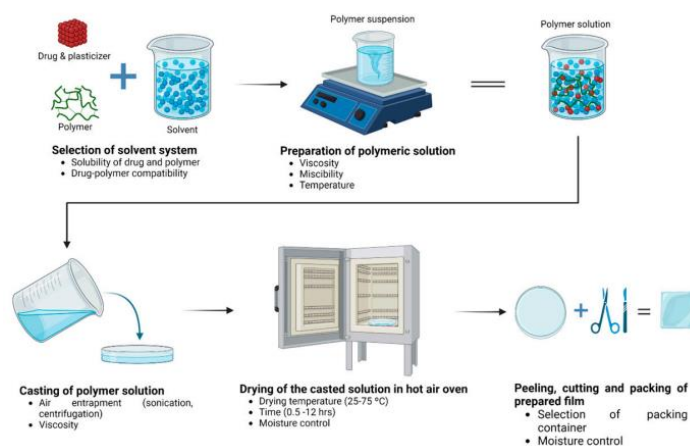 Polymer suspension
Polymer solution
Drug & plasticizer
Polymer
Solvent
Selection of solvent system
• Solubility of drug and polymer
• Drug-polymer compatibility
Preparation of polymeric solution
• Viscosity
• Miscibility
• Temperature
Casting of polymer solution
• Air entrapment (sonication,
centrifugation)
• Viscosity
Drying of the casted solution in hot air oven
• Drying temperature (25-75 ºC)
• Time (0.5 -12 hrs)
• Moisture control
Peeling, cutting and packing of
prepared film
• Selection of packing
container
• Moisture control